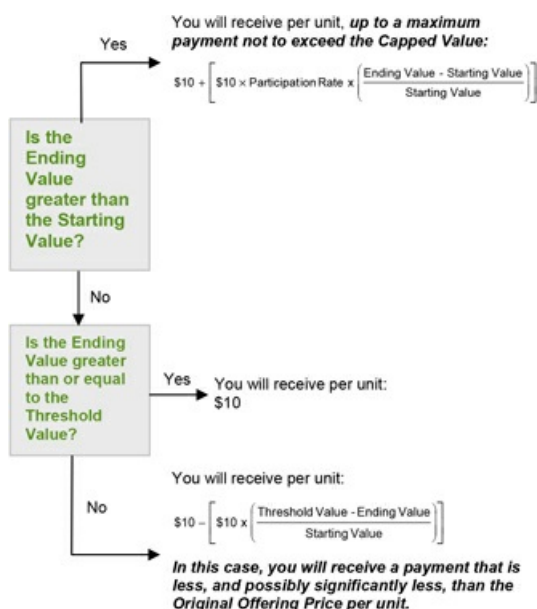 You will receive per unit, up to a maximum
payment not to exceed the Capped Value:
Yes
$10 + [ $10 × Participation Rate x ( Ending Value - Starting Value / Starting Value ) ]
Is the
Ending
Value
greater than
the Starting
Value?
No
Is the Ending
Value greater
than or equal
to the
Threshold
Value?
Yes
You will receive per unit:
$10
You will receive per unit:
No
$10 – [ $10 x ( Threshold Value - Ending Value / Starting Value ) ]
In this case, you will receive a payment that is
less, and possibly significantly less, than the
Original Offering Price per unit.